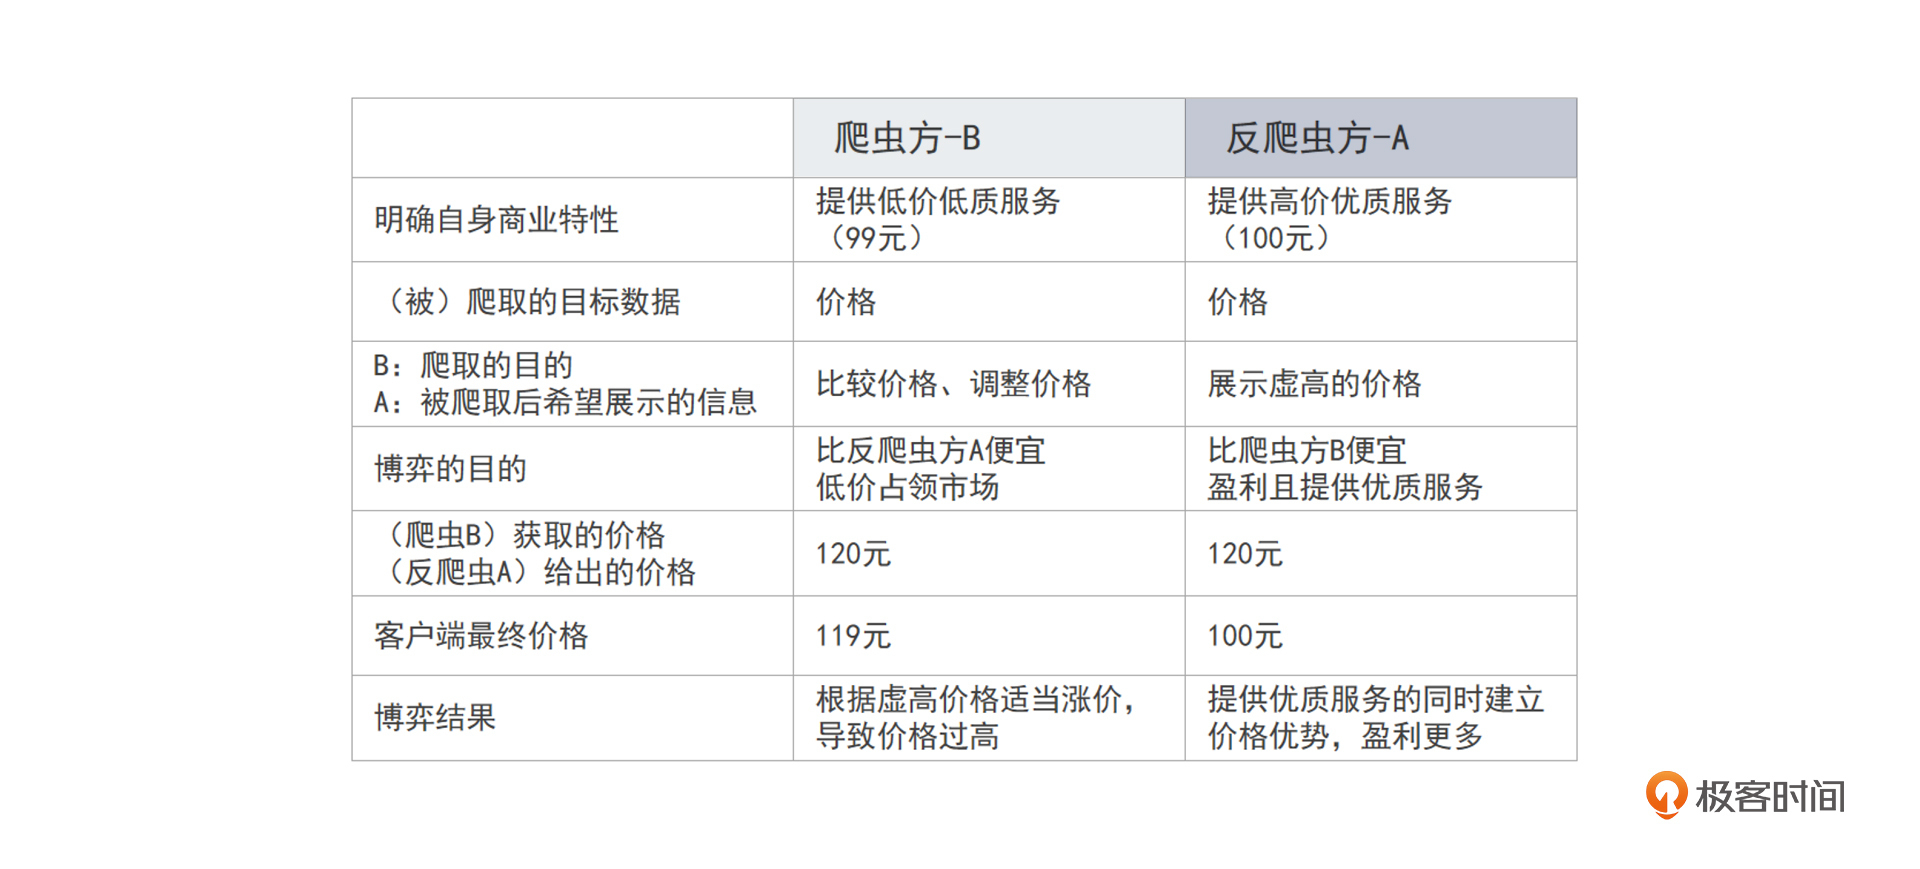 爬虫方-B
反爬虫方-A
明确自身商业特性
提供低价低质服务
（99元）
提供高价优质服务
（100元）
（被）爬取的目标数据
价格
价格
B：爬取的目的
A：被爬取后希望展示的信息
比较价格、调整价格
展示虚高的价格
博弈的目的
比反爬虫方A便宜
低价占领市场
比爬虫方B便宜
盈利且提供优质服务
（爬虫B）获取的价格
（反爬虫A）给出的价格
120元
120元
客户端最终价格
119元
100元
博弈结果
根据虚高价格适当涨价，
导致价格过高
提供优质服务的同时建立
价格优势，盈利更多
极客时间